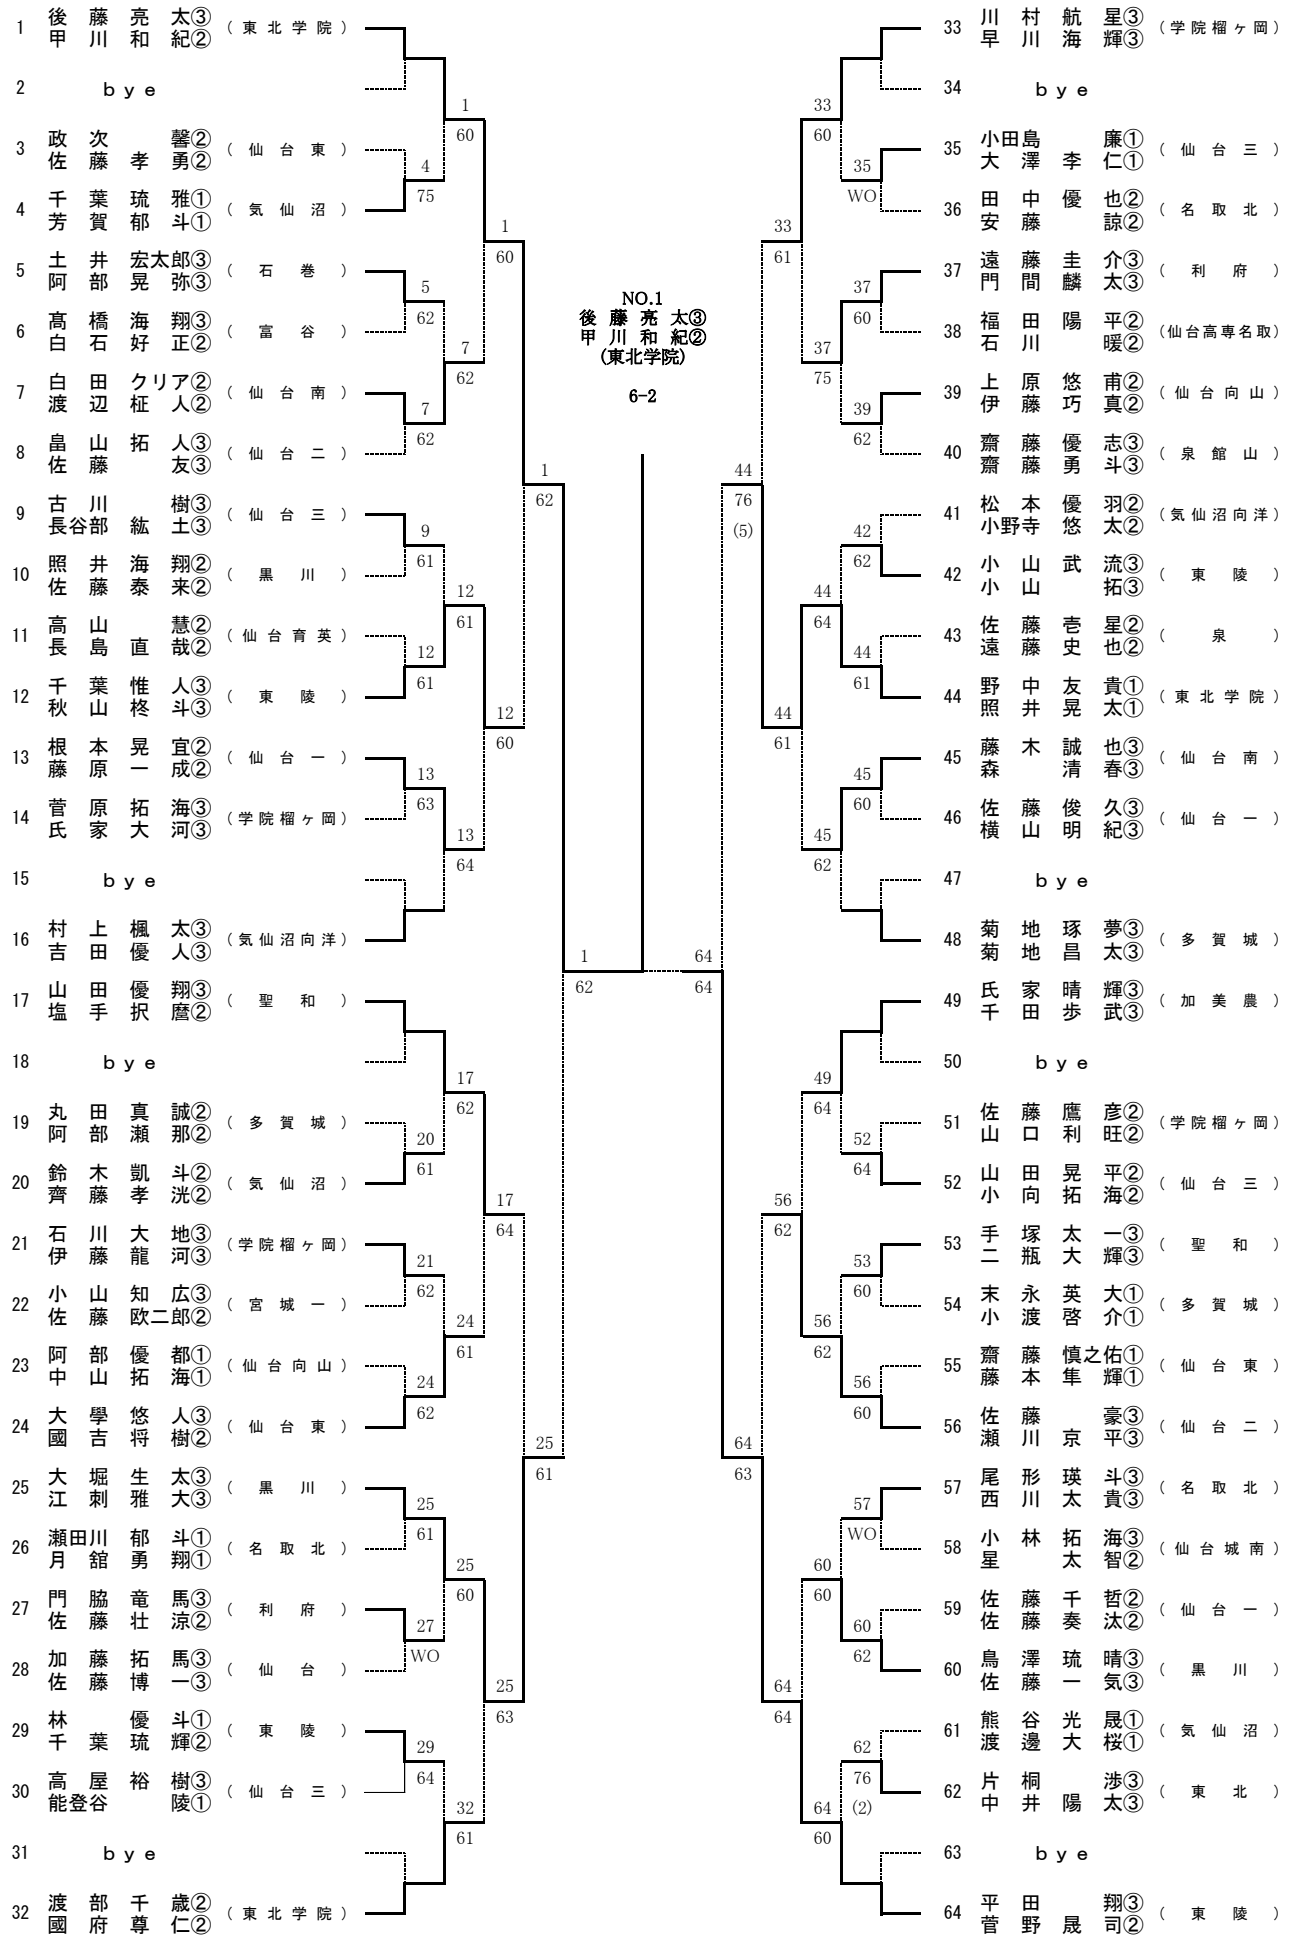 1 後藤亮太③ 甲川和紀② (東北学院)
2 bye
3 政次馨② 佐藤孝勇② (仙台東)
4 千葉琉雅① 芳賀郁斗① (気仙沼)
5 土井宏太郎③ 阿部晃弥③ (石巻)
6 髙橋海翔③ 白石好正② (富谷)
7 白田クリア② 渡辺柾人② (仙台南)
8 畠山拓人③ 佐藤友③ (仙台二)
9 古川樹③ 長谷部紘土③ (仙台三)
10 照井海翔② 佐藤泰来② (黒川)
11 高山慧② 長島直哉② (仙台育英)
12 千葉惟人③ 秋山柊斗③ (東陵)
13 根本晃宜② 藤原一成② (仙台一)
14 菅原拓海③ 氏家大河③ (学院榴ヶ岡)
15 bye
16 村上楓太③ 吉田優人③ (気仙沼向洋)
17 山田優翔③ 塩手択麿② (聖和)
18 bye
19 丸田真誠② 阿部瀬那② (多賀城)
20 鈴木凱斗② 齊藤孝洸② (気仙沼)
21 石川大地③ 伊藤龍河③ (学院榴ヶ岡)
22 小山知広③ 佐藤欧二郎② (宮城一)
23 阿部優都① 中山拓海① (仙台向山)
24 大學悠人③ 國吉将樹② (仙台東)
25 大堀生太③ 江刺雅大③ (黒川)
26 瀬田川郁斗① 月舘勇翔① (名取北)
27 門脇竜馬③ 佐藤壮涼② (利府)
28 加藤拓馬③ 佐藤博一③ (仙台)
29 林優斗① 千葉琉輝② (東陵)
30 高屋裕樹③ 能登谷陵① (仙台三)
31 bye
32 渡部千歳② 國府尊仁② (東北学院)
4
75
5
62
7
62
9
61
12
61
13
63
20
61
21
62
24
62
25
61
27
WO
29
64
1
60
7
62
12
61
13
64
17
62
24
61
25
60
32
61
1
60
12
60
17
64
25
63
1
62
25
61
1
62
NO.1
後藤亮太③
甲川和紀②
(東北学院)
6-2
64
64
44
76
(5)
64
63
33
61
44
61
56
62
64
64
33
60
37
75
44
64
45
62
49
64
56
62
60
60
64
60
35
WO
37
60
39
62
42
62
44
61
45
60
52
64
53
60
56
60
57
WO
60
62
62
76
(2)
33 川村航星③ 早川海輝③ (学院榴ヶ岡)
34 bye
35 小田島廉① 大澤李仁① (仙台三)
36 田中優也② 安藤諒② (名取北)
37 遠藤圭介③ 門間麟太③ (利府)
38 福田陽平② 石川暖② (仙台高専名取)
39 上原悠甫② 伊藤巧真② (仙台向山)
40 齋藤優志③ 齋藤勇斗③ (泉館山)
41 松本優羽② 小野寺悠太② (気仙沼向洋)
42 小山武流③ 小山拓③ (東陵)
43 佐藤壱星② 遠藤史也② (泉)
44 野中友貴① 照井晃太① (東北学院)
45 藤木誠也③ 森清春③ (仙台南)
46 佐藤俊久③ 横山明紀③ (仙台一)
47 bye
48 菊地琢夢③ 菊地昌太③ (多賀城)
49 氏家晴輝③ 千田歩武③ (加美農)
50 bye
51 佐藤鷹彦② 山口利旺② (学院榴ヶ岡)
52 山田晃平② 小向拓海② (仙台三)
53 手塚太一③ 二瓶大輝③ (聖和)
54 末永英大① 小渡啓介① (多賀城)
55 齋藤慎之佑① 藤本隼輝① (仙台東)
56 佐藤豪③ 瀬川京平③ (仙台二)
57 尾形瑛斗③ 西川太貴③ (名取北)
58 小林拓海③ 星太智② (仙台城南)
59 佐藤千哲② 佐藤奏汰② (仙台一)
60 鳥澤琉晴③ 佐藤一気③ (黒川)
61 熊谷光晟① 渡邊大桜① (気仙沼)
62 片桐渉③ 中井陽太③ (東北)
63 bye
64 平田翔③ 菅野晟司② (東陵)